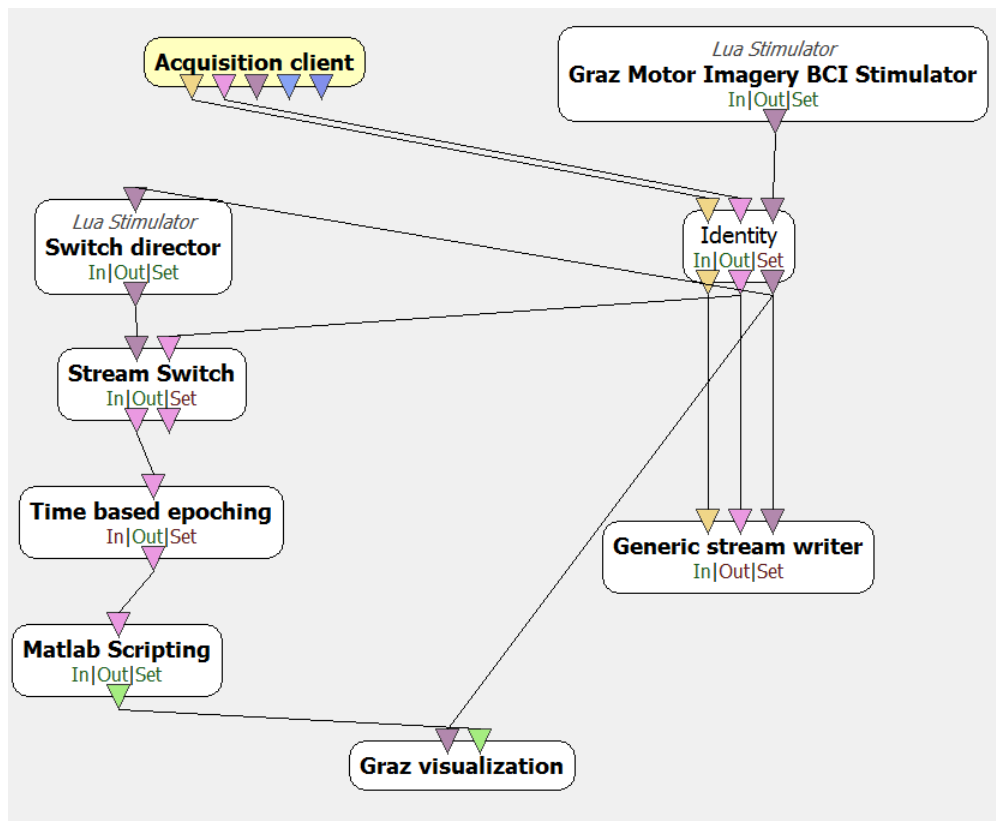 Acquisition client
Lua Stimulator
Graz Motor Imagery BCI Stimulator
In|Out|Set
Lua Stimulator
Switch director
In|Out|Set
Identity
In|Out|Set
Stream Switch
In|Out|Set
Time based epoching
In|Out|Set
Generic stream writer
In|Out|Set
Matlab Scripting
In|Out|Set
Graz visualization